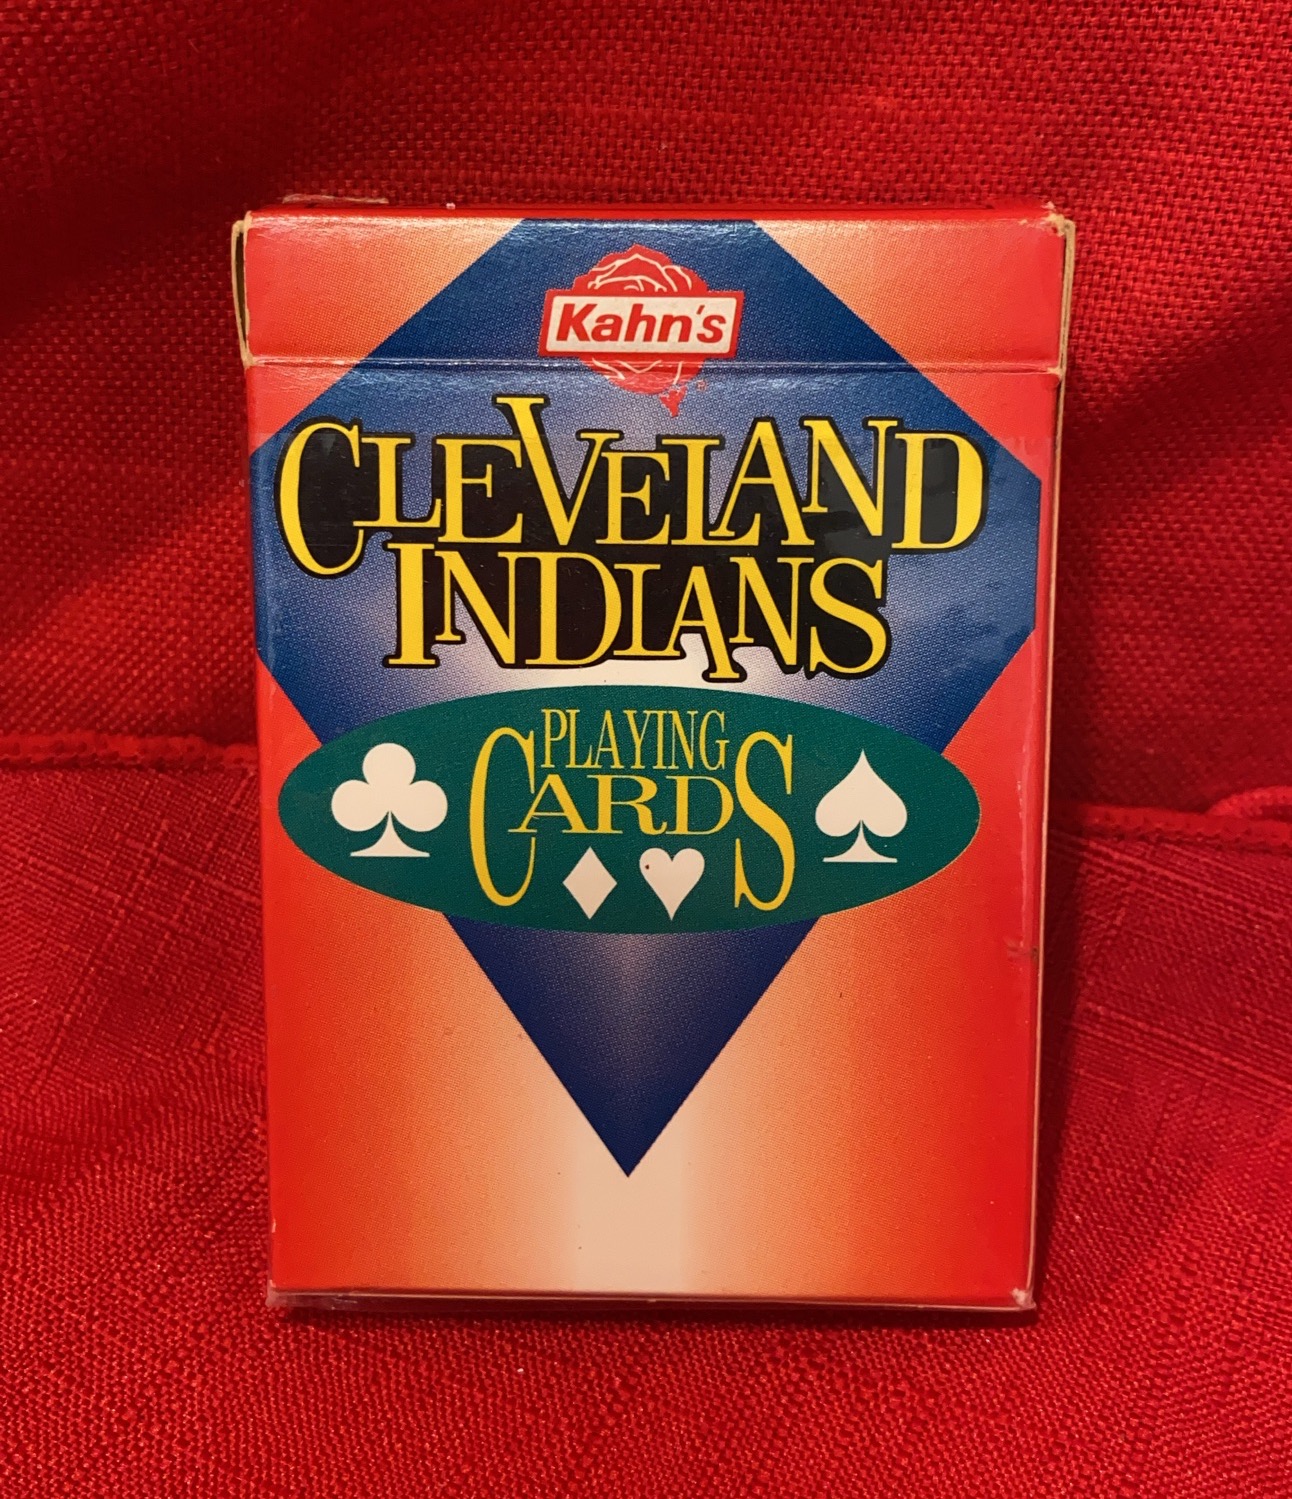 Kahn's
CLEVELAND
INDIANS
PLAYING
CARDS